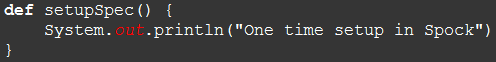 def setupSpec() {
    System.out.println("One time setup in Spock")
}